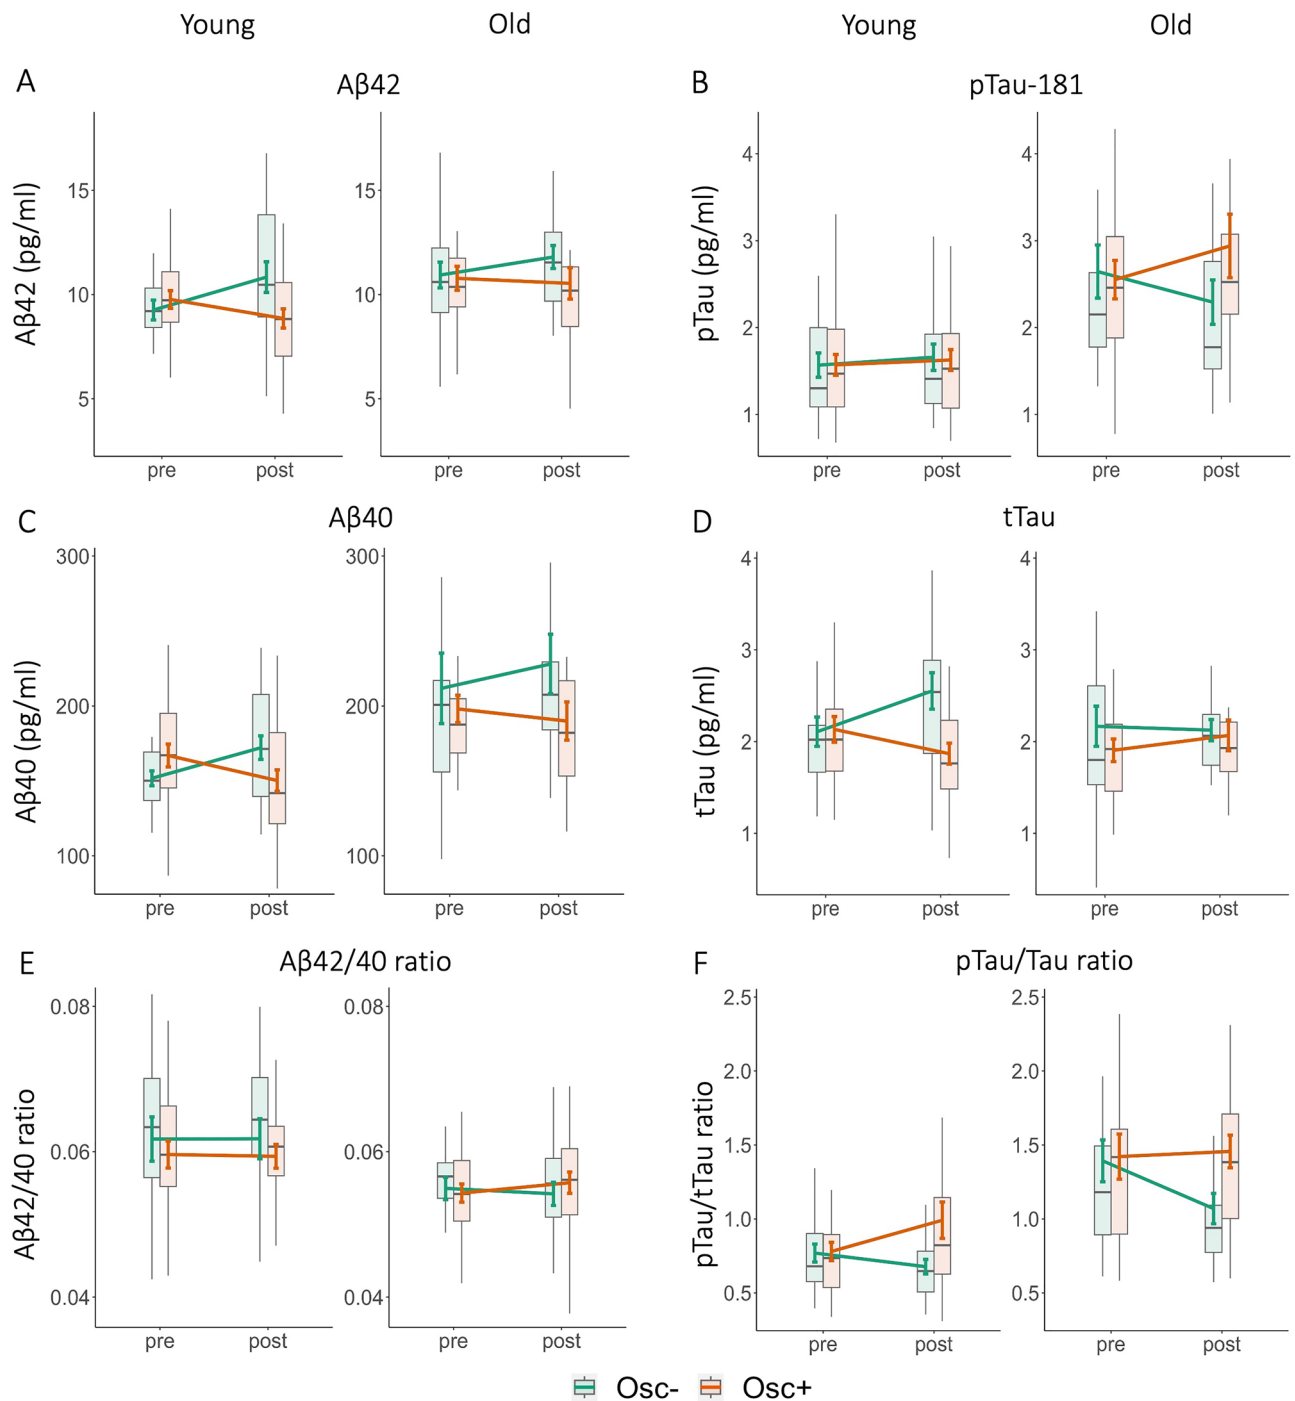 Young Old Young Old
A Aβ42 B pTau-181
Aβ42 (pg/ml)
15
10
5
pre post
15
10
5
pre post
pTau (pg/ml)
4
3
2
1
pre post
4
3
2
1
pre post
C Aβ40 D tTau
Aβ40 (pg/ml)
300
200
100
pre post
300
200
100
pre post
tTau (pg/ml)
4
3
2
1
pre post
4
3
2
1
pre post
E Aβ42/40 ratio F pTau/Tau ratio
Aβ42/40 ratio
0.08
0.06
0.04
pre post
0.08
0.06
0.04
pre post
pTau/tTau ratio
2.5
2.0
1.5
1.0
0.5
pre post
2.5
2.0
1.5
1.0
0.5
pre post
Osc- Osc+